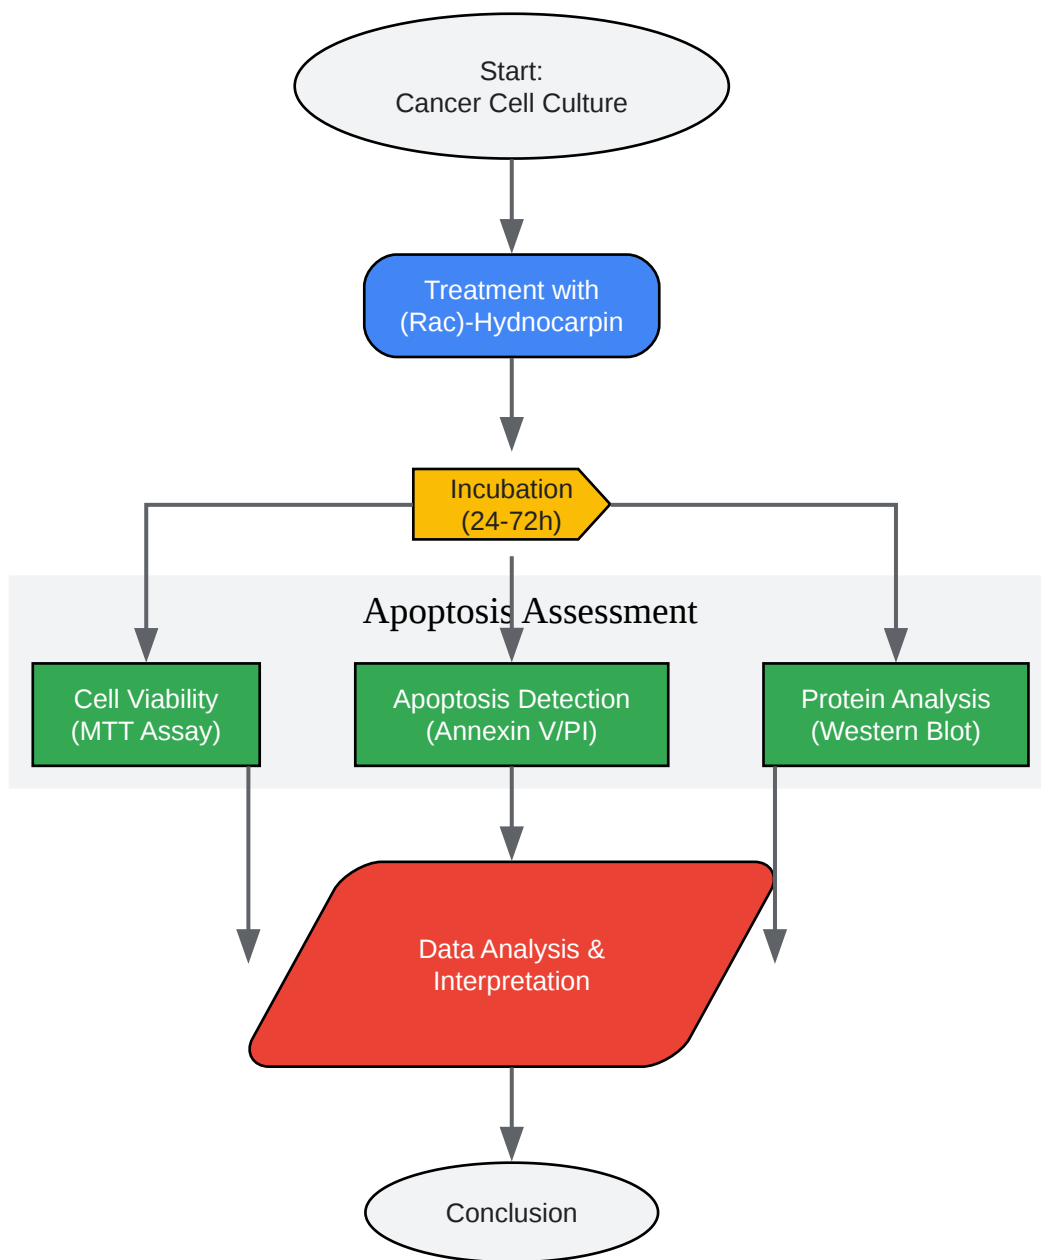 Start:
Cancer Cell Culture
Treatment with
(Rac)-Hydnocarpin
Incubation
(24-72h)
Apoptosis Assessment
Cell Viability
(MTT Assay)
Apoptosis Detection
(Annexin V/PI)
Protein Analysis
(Western Blot)
Data Analysis &
Interpretation
Conclusion